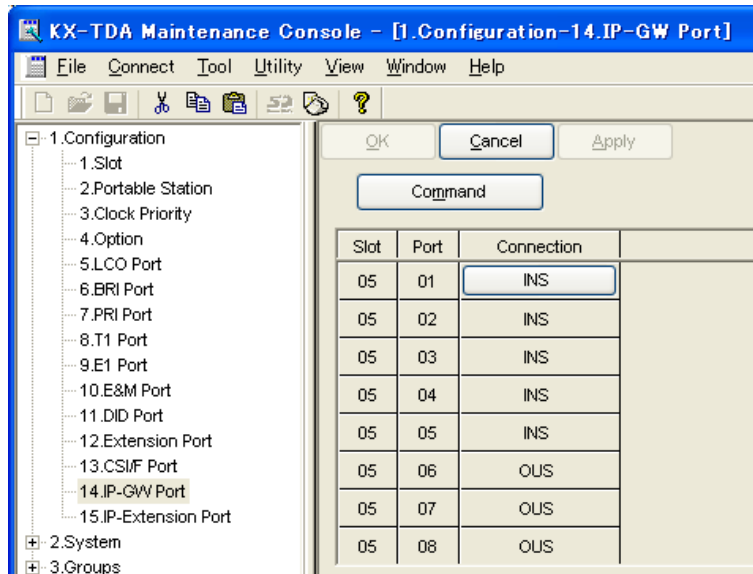 KX-TDA Maintenance Console - [1.Configuration-14.IP-GW Port]
File Connect Tool Utility View Window Help
1.Configuration
1.Slot
2.Portable Station
3.Clock Priority
4.Option
5.LCO Port
6.BRI Port
7.PRI Port
8.T1 Port
9.E1 Port
10.E&M Port
11.DID Port
12.Extension Port
13.CSI/F Port
14.IP-GW Port
15.IP-Extension Port
2.System
3.Groups
OK Cancel Apply
Command
Slot Port Connection
05 01 INS
05 02 INS
05 03 INS
05 04 INS
05 05 INS
05 06 OUS
05 07 OUS
05 08 OUS